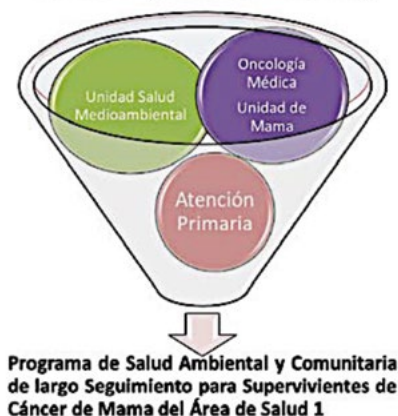 Unidad Salud
Medioambiental
Oncología
Médica
Unidad de
Mama
Atención
Primaria
Programa de Salud Ambiental y Comunitaria
de largo Seguimiento para Supervivientes de
Cáncer de Mama del Área de Salud 1